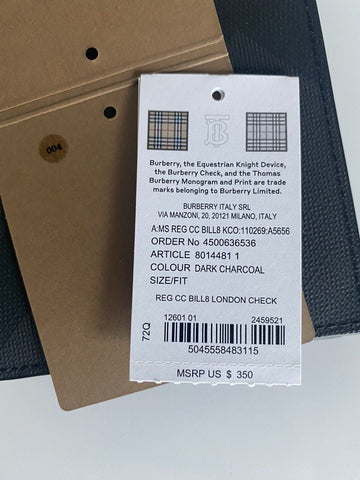 004
TB
Burberry, the Equestrian Knight Device,
the Burberry Check, and the Thomas
Burberry Monogram and Print are trade
marks belonging to Burberry Limited.
BURBERRY ITALY SRL
VIA MANZONI, 20, 20121 MILANO, ITALY
A:MS REG CC BILL8 KCO:110269:A5656
ORDER No 4500636536
ARTICLE 8014481 1
COLOUR DARK CHARCOAL
SIZE/FIT
REG CC BILL8 LONDON CHECK
72Q
12601 01 2459521
5045558483115
MSRP US $ 350